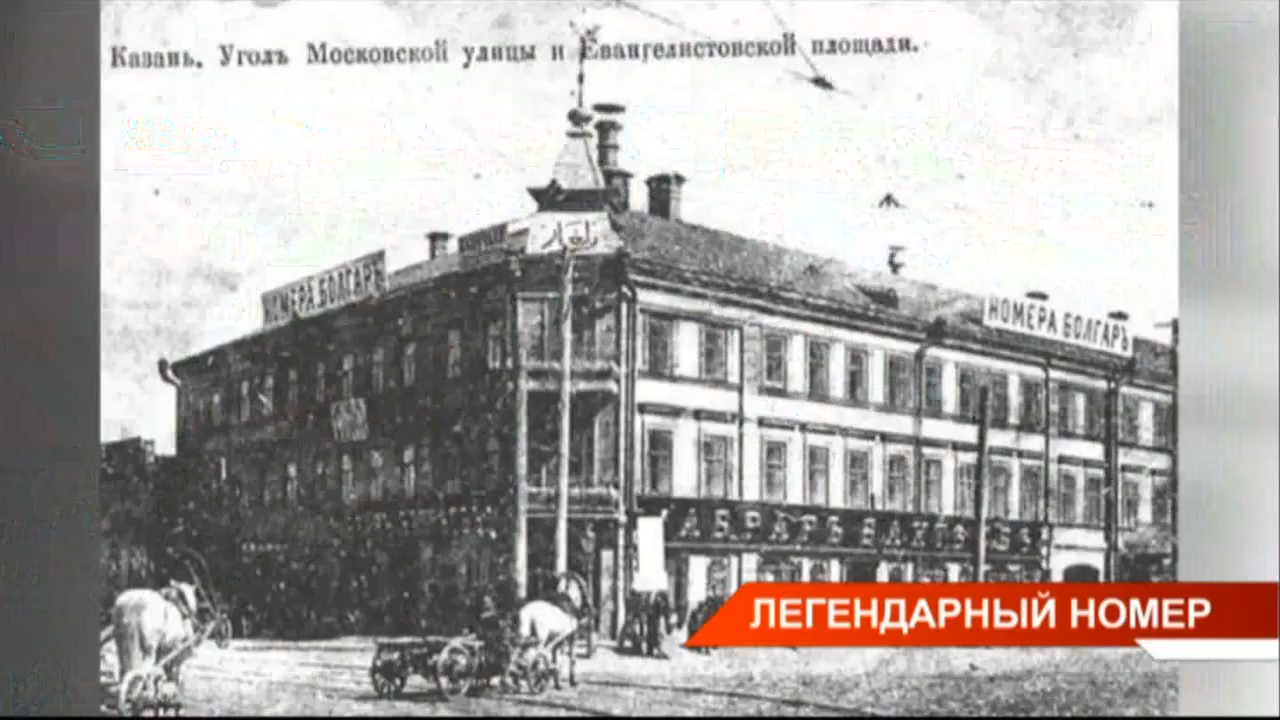 Казань. Уголъ Московской улицы и Евангелистовской площади.
НОМЕРА БОЛГАРЪ
НОМЕРА БОЛГАРЪ
ЛЕГЕНДАРНЫЙ НОМЕР